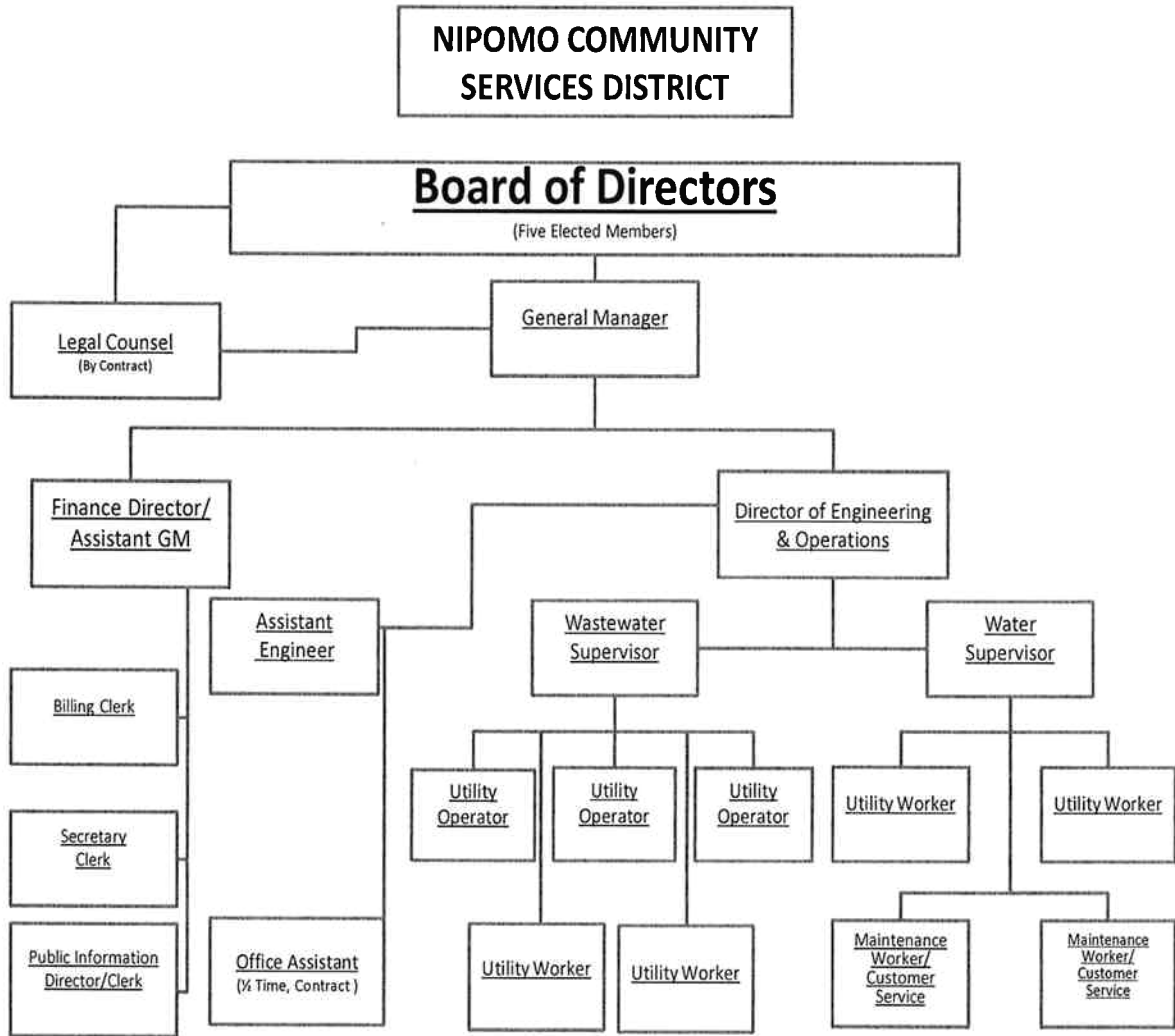 NIPOMO COMMUNITY
SERVICES DISTRICT
Board of Directors
(Five Elected Members)
General Manager
Legal Counsel
(By Contract)
Finance Director/
Assistant GM
Director of Engineering
& Operations
Assistant
Engineer
Wastewater
Supervisor
Water
Supervisor
Billing Clerk
Utility
Operator
Utility
Operator
Utility
Operator
Utility Worker
Utility Worker
Secretary
Clerk
Public Information
Director/Clerk
Office Assistant
(½ Time, Contract )
Utility Worker
Utility Worker
Maintenance
Worker/
Customer
Service
Maintenance
Worker/
Customer
Service